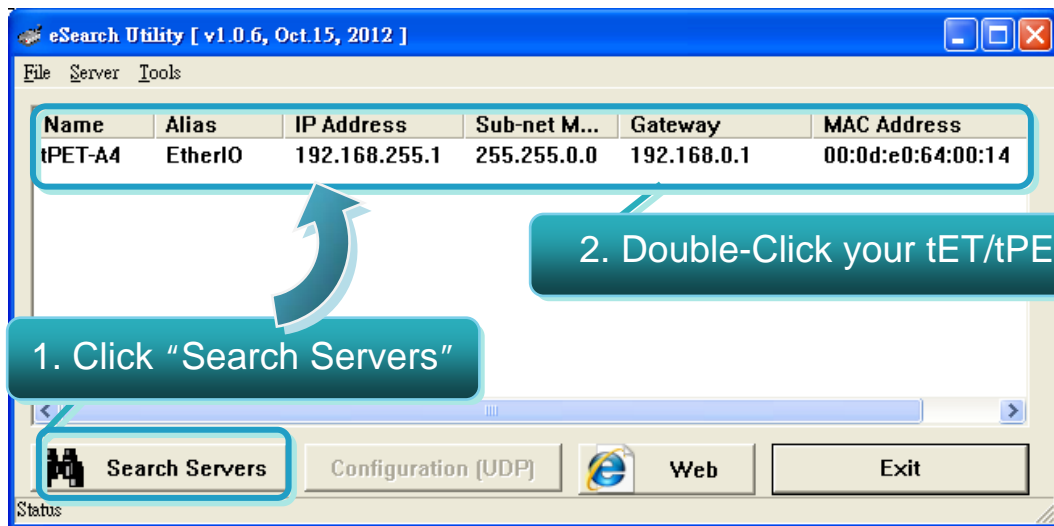 eSearch Utility [ v1.0.6, Oct.15, 2012 ]
File Server Tools
Name Alias IP Address Sub-net M... Gateway MAC Address
tPET-A4 EtherIO 192.168.255.1 255.255.0.0 192.168.0.1 00:0d:e0:64:00:14
2. Double-Click your tET/tPE
1. Click “Search Servers”
Search Servers Configuration (UDP) Web Exit
Status